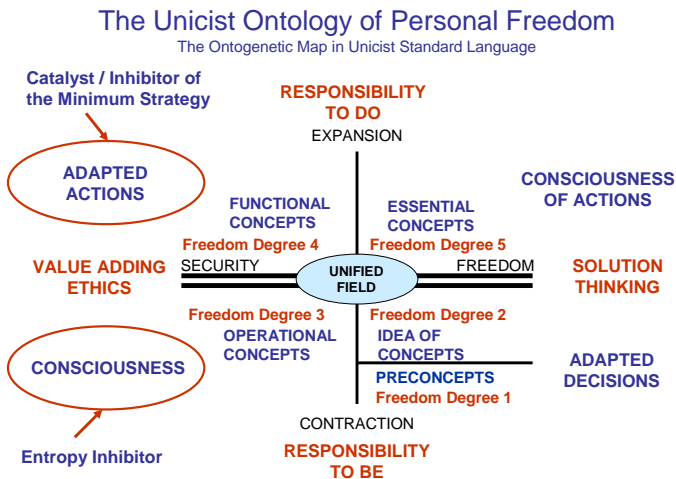 The Unicist Ontology of Personal Freedom
The Ontogenetic Map in Unicist Standard Language
Catalyst / Inhibitor of
the Minimum Strategy
RESPONSIBILITY
TO DO
EXPANSION
ADAPTED
ACTIONS
CONSCIOUSNESS
OF ACTIONS
FUNCTIONAL
CONCEPTS
Freedom Degree 4
ESSENTIAL
CONCEPTS
Freedom Degree 5
VALUE ADDING
ETHICS
SECURITY
UNIFIED
FIELD
FREEDOM
SOLUTION
THINKING
Freedom Degree 3
OPERATIONAL
CONCEPTS
Freedom Degree 2
IDEA OF
CONCEPTS
PRECONCEPTS
Freedom Degree 1
CONSCIOUSNESS
ADAPTED
DECISIONS
CONTRACTION
RESPONSIBILITY
TO BE
Entropy Inhibitor